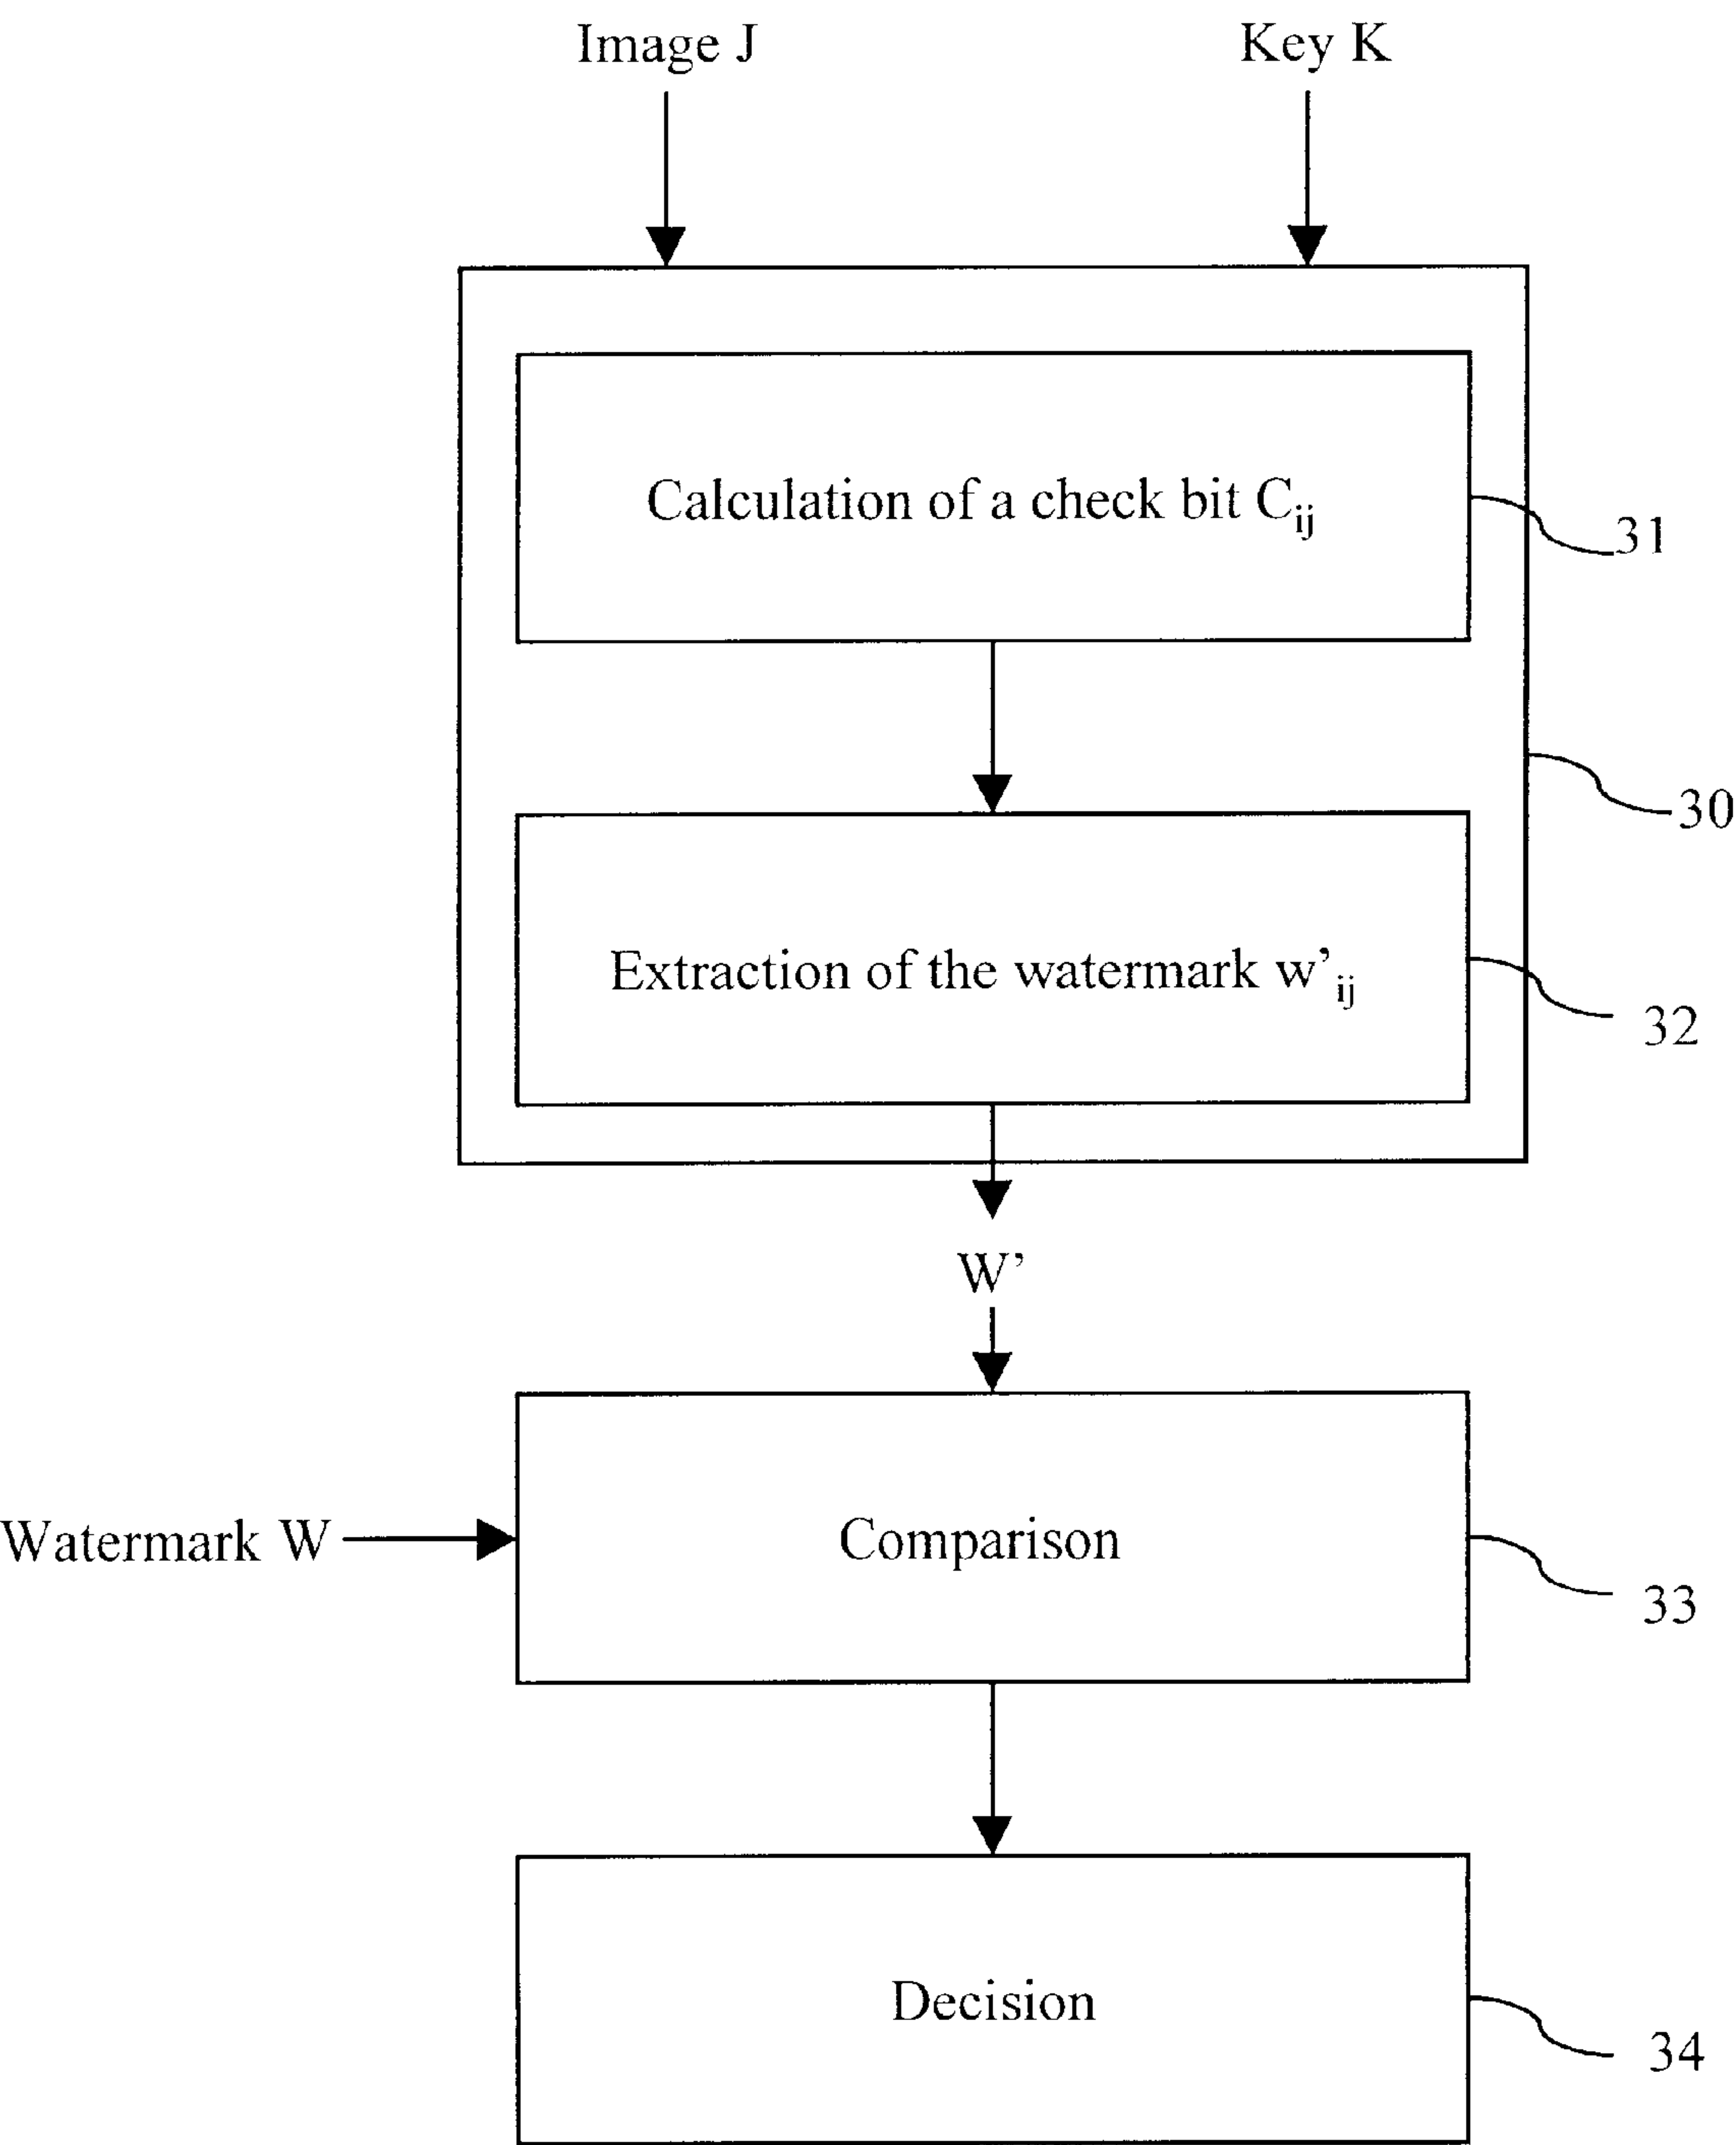 Image J
Key K
Calculation of a check bit Cij
31
30
Extraction of the watermark w’ij
32
W’
Watermark W
Comparison
33
Decision
34